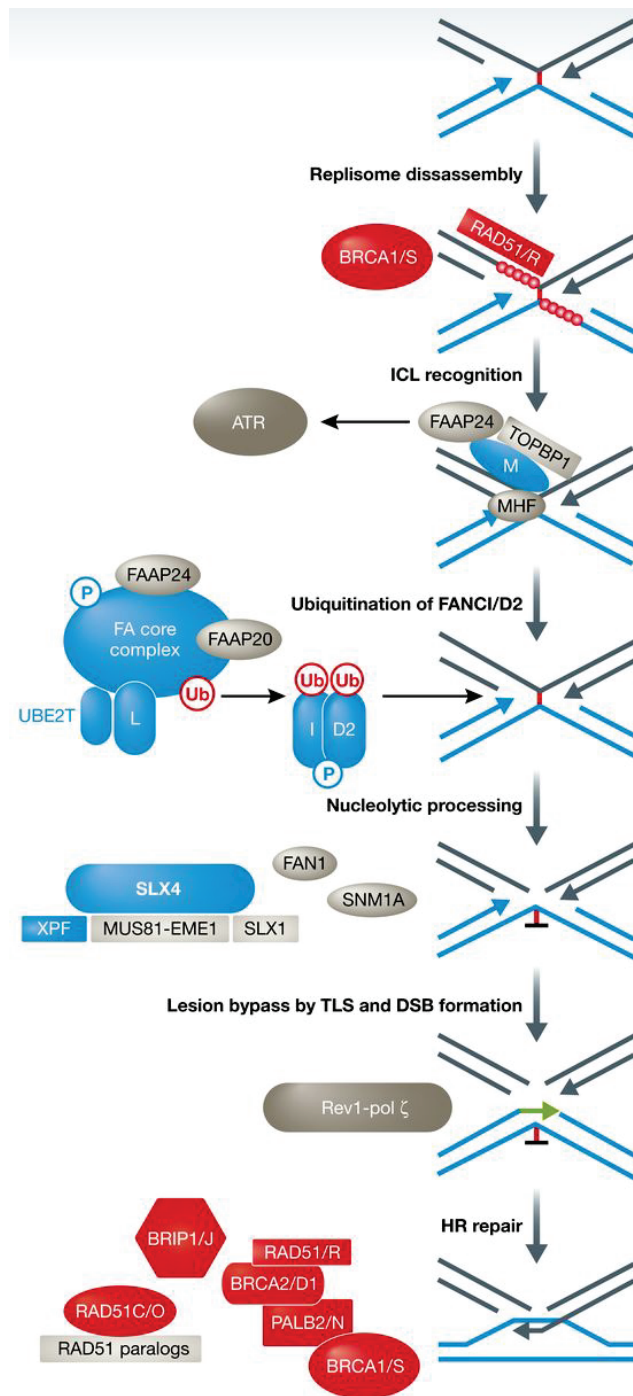 Replisome disassembly
RAD51/R
BRCA1/S
ICL recognition
ATR
FAAP24
TOPBP1
M
MHF
Ubiquitination of FANCI/D2
P
FAAP24
FA core
complex
FAAP20
UBE2T
L
Ub
Ub
Ub
I
D2
P
Nucleolytic processing
SLX4
FAN1
SNM1A
XPF
MUS81-EME1
SLX1
Lesion bypass by TLS and DSB formation
Rev1-pol ζ
HR repair
BRIP1/J
RAD51/R
BRCA2/D1
RAD51C/O
PALB2/N
RAD51 paralogs
BRCA1/S